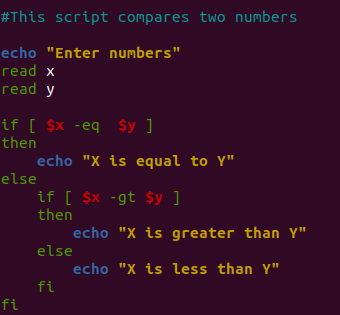 #This script compares two numbers

echo "Enter numbers"
read x
read y

if [ $x -eq  $y ]
then
    echo "X is equal to Y"
else
    if [ $x -gt $y ]
    then
        echo "X is greater than Y"
    else
        echo "X is less than Y"
    fi
fi